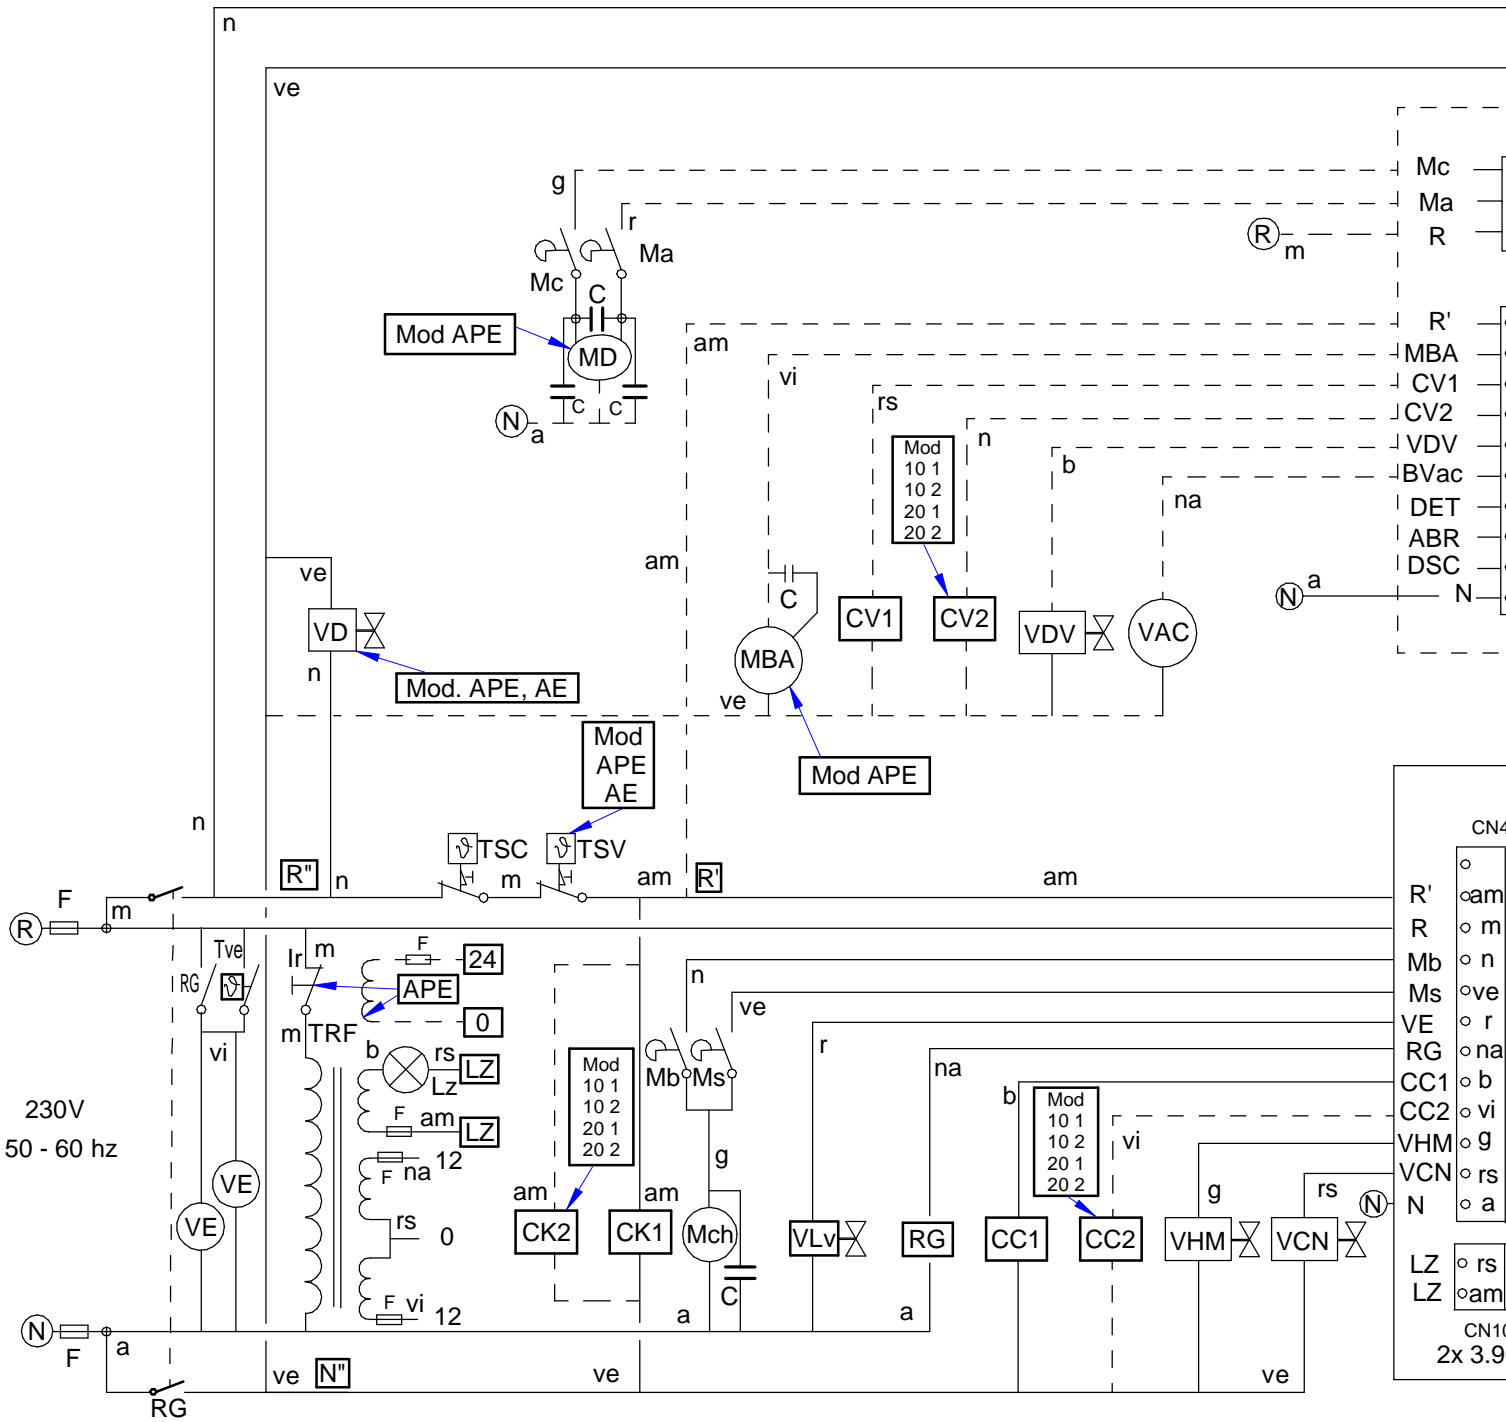 n
ve
Mc
g
Ma
r
R
m
Ma
Mc
C
Mod APE
MD
R'
am
MBA
vi
CV1
rs
C
C
CV2
N
a
n
Mod
10 1
10 2
20 1
20 2
VDV
b
BVac
na
DET
ABR
am
DSC
ve
a
N
N
C
CV1
CV2
VD
VDV
VAC
MBA
n
Mod. APE, AE
ve
Mod
APE
AE
Mod APE
n
CN4
TSC
TSV
R"
n
m
am
R'
am
F
m
R' am
R
R m
Tve
Ir
m
F
24
Mb n
RG
APE
n
Ms ve
ve
0
VE r
m
TRF
r
vi
b
rs
RG na
Lz
LZ
Mb
Ms
Mod
10 1
10 2
20 1
20 2
na
CC1 b
b
Mod
10 1
10 2
20 1
20 2
230V
F
am
LZ
CC2 vi
vi
50 - 60 hz
VHM g
F
na
12
g
VCN rs
VE
am
am
g
rs
N
N a
VE
rs
0
CK2
CK1
Mch
VLv
RG
CC1
CC2
VHM
VCN
LZ rs
C
LZ am
F
vi
12
a
a
N
F
a
CN10
2x 3.9
ve
N"
ve
ve
RG